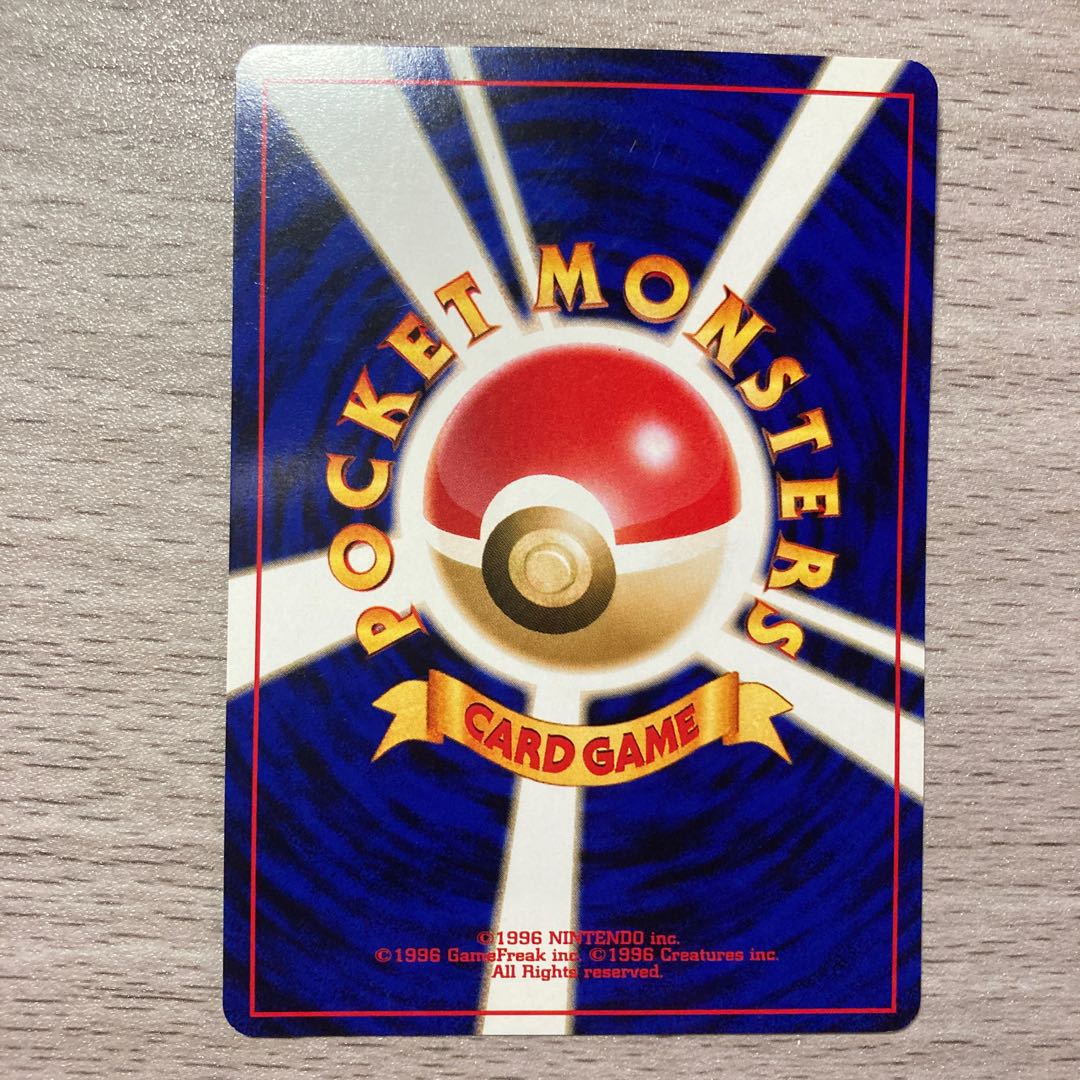 POCKET MONSTERS
CARD GAME
©1996 NINTENDO inc.
©1996 GameFreak inc. ©1996 Creatures inc.
All Rights reserved.